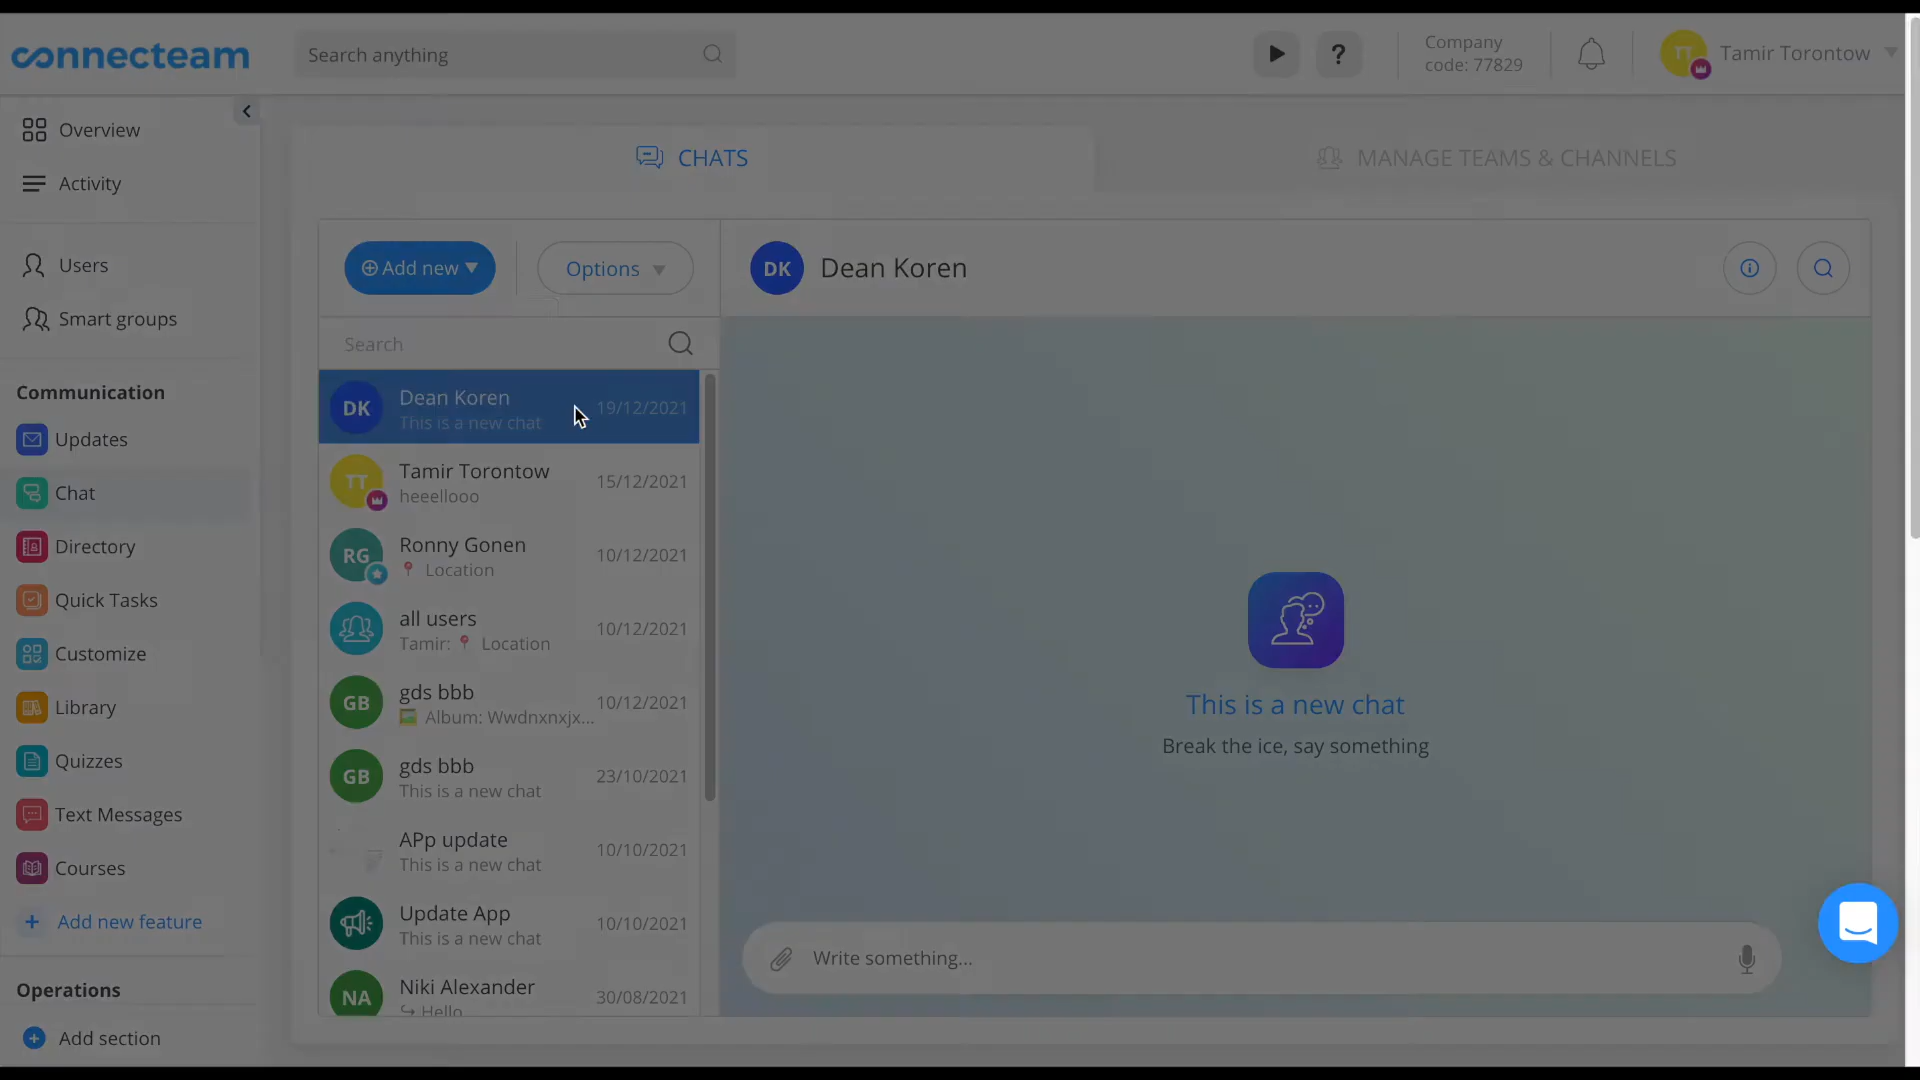 connecteam
Search anything
?
Company
code: 77829
TT
Tamir Torontow
Overview
Activity
Users
Smart groups
Communication
Updates
Chat
Directory
Quick Tasks
Customize
Library
Quizzes
Text Messages
Courses
+ Add new feature
Operations
+ Add section
CHATS
MANAGE TEAMS & CHANNELS
Add new
Options
Search
DK
Dean Koren
19/12/2021
This is a new chat
TT
Tamir Torontow
15/12/2021
heeellooo
RG
Ronny Gonen
10/12/2021
Location
all users
10/12/2021
Tamir: Location
GB
gds bbb
10/12/2021
Album: Wwdnxnxjx...
GB
gds bbb
23/10/2021
This is a new chat
APp update
10/10/2021
This is a new chat
Update App
10/10/2021
This is a new chat
NA
Niki Alexander
30/08/2021
Hello
DK
Dean Koren
This is a new chat
Break the ice, say something
Write something...